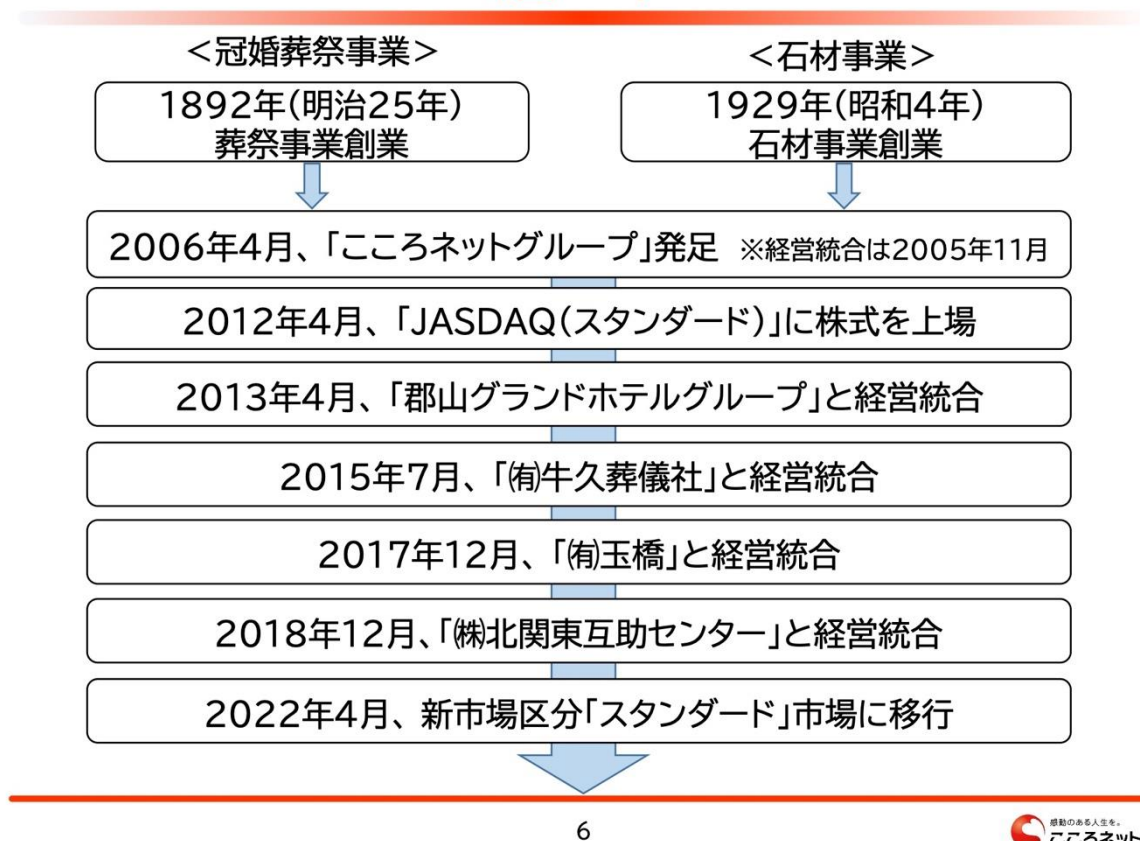 ＜冠婚葬祭事業＞
＜石材事業＞
1892年(明治25年)
葬祭事業創業
1929年(昭和4年)
石材事業創業
2006年4月、「こころネットグループ」発足 ※経営統合は2005年11月
2012年4月、「JASDAQ(スタンダード)」に株式を上場
2013年4月、「郡山グランドホテルグループ」と経営統合
2015年7月、「㈲牛久葬儀社」と経営統合
2017年12月、「㈲玉橋」と経営統合
2018年12月、「㈱北関東互助センター」と経営統合
2022年4月、新市場区分「スタンダード」市場に移行
6
感動のある人生を。
こころネット